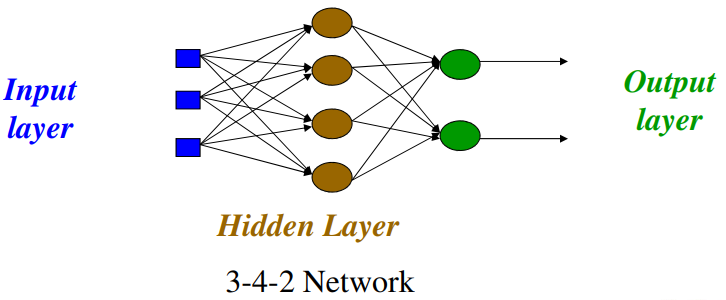 Input
layer
Output
layer
Hidden Layer
3-4-2 Network